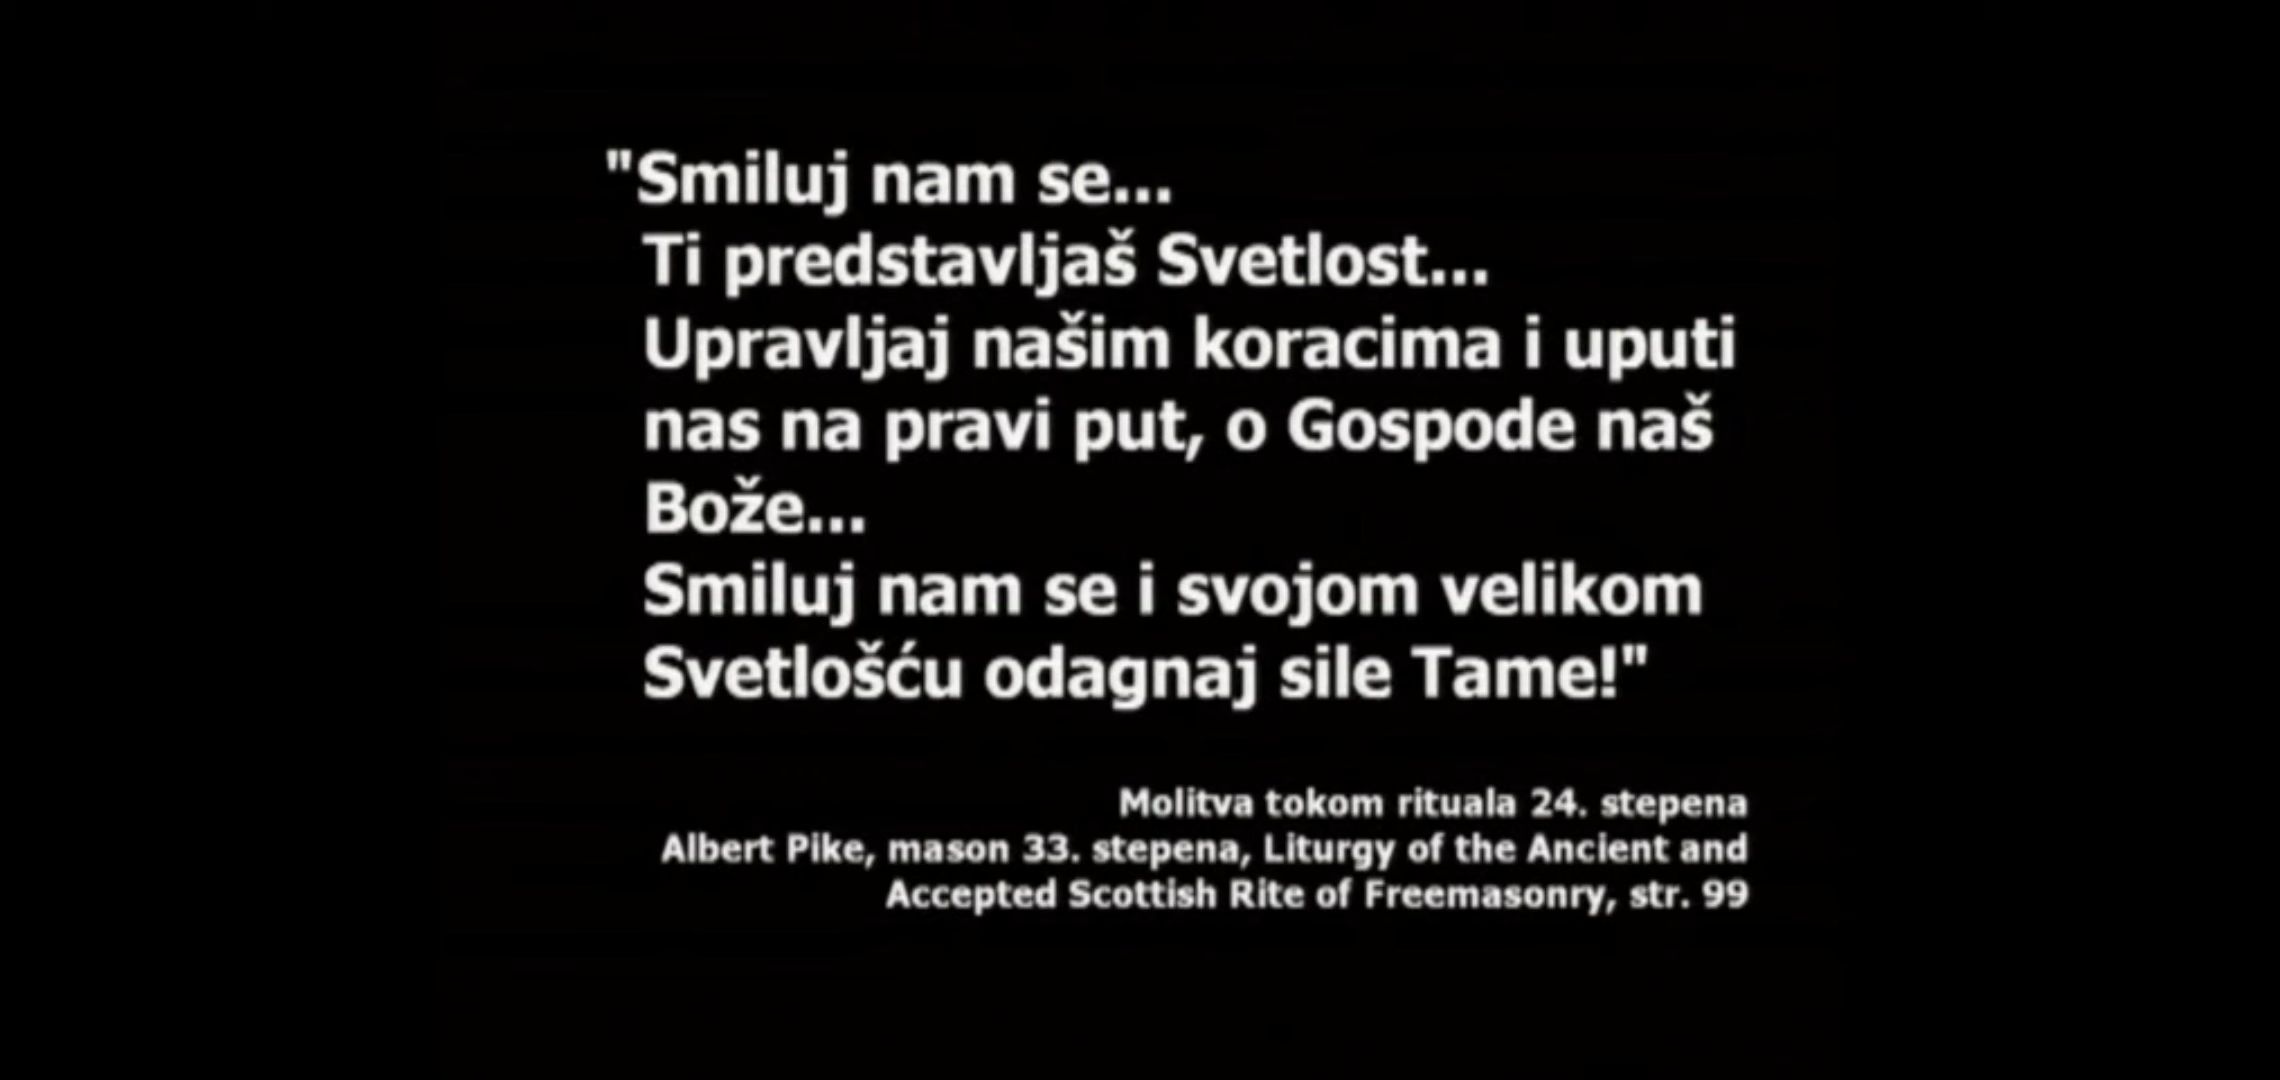 "Smiluj nam se...
Ti predstavljaš Svetlost...
Upravljaj našim koracima i uputi
nas na pravi put, o Gospode naš
Bože...
Smiluj nam se i svojom velikom
Svetlošću odagnaj sile Tame!"
Molitva tokom rituala 24. stepena
Albert Pike, mason 33. stepena, Liturgy of the Ancient and
Accepted Scottish Rite of Freemasonry, str. 99